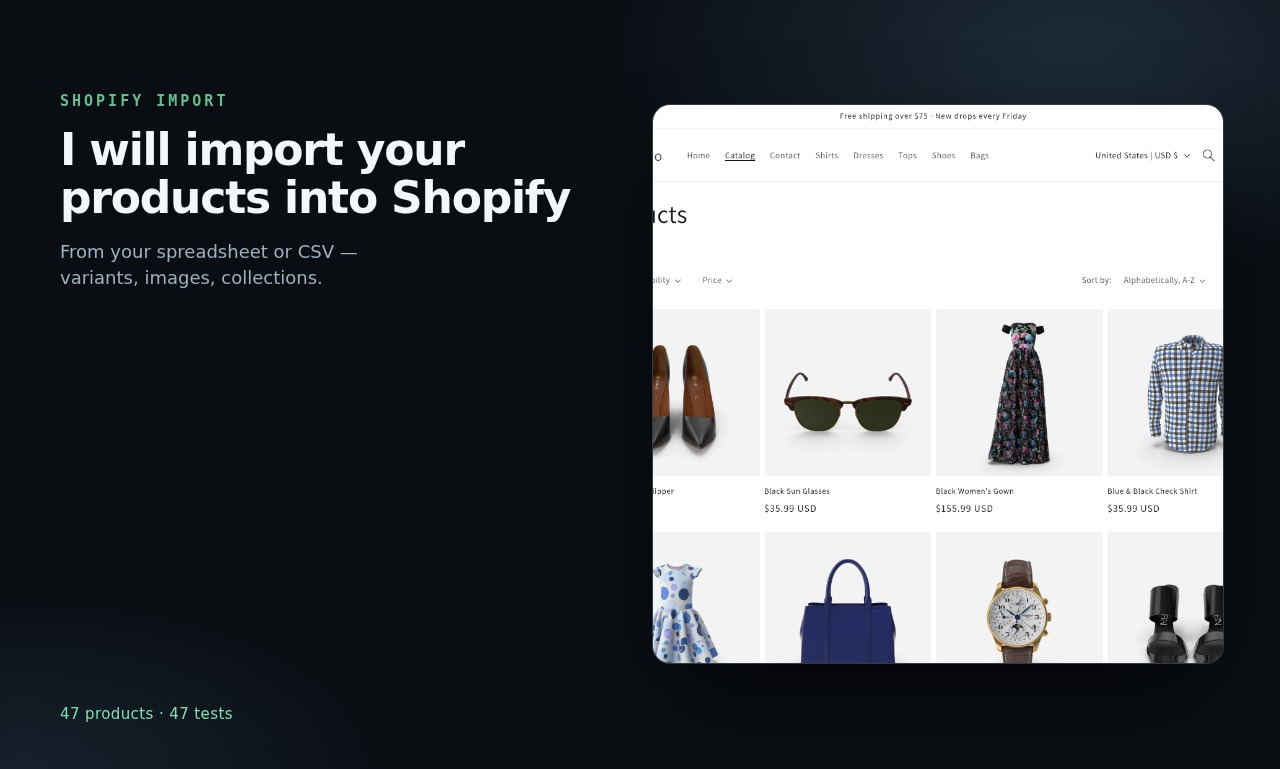 SHOPIFY IMPORT
I will import your
products into Shopify
From your spreadsheet or CSV —
variants, images, collections.
47 products · 47 tests
Free shipping over $75 · New drops every Friday
o Home Catalog Contact Shirts Dresses Tops Shoes Bags United States | USD $
ucts
bility Price Sort by: Alphabetically, A-Z
lipper Black Sun Glasses Black Women's Gown Blue & Black Check Shirt
$35.99 USD $155.99 USD $35.99 USD